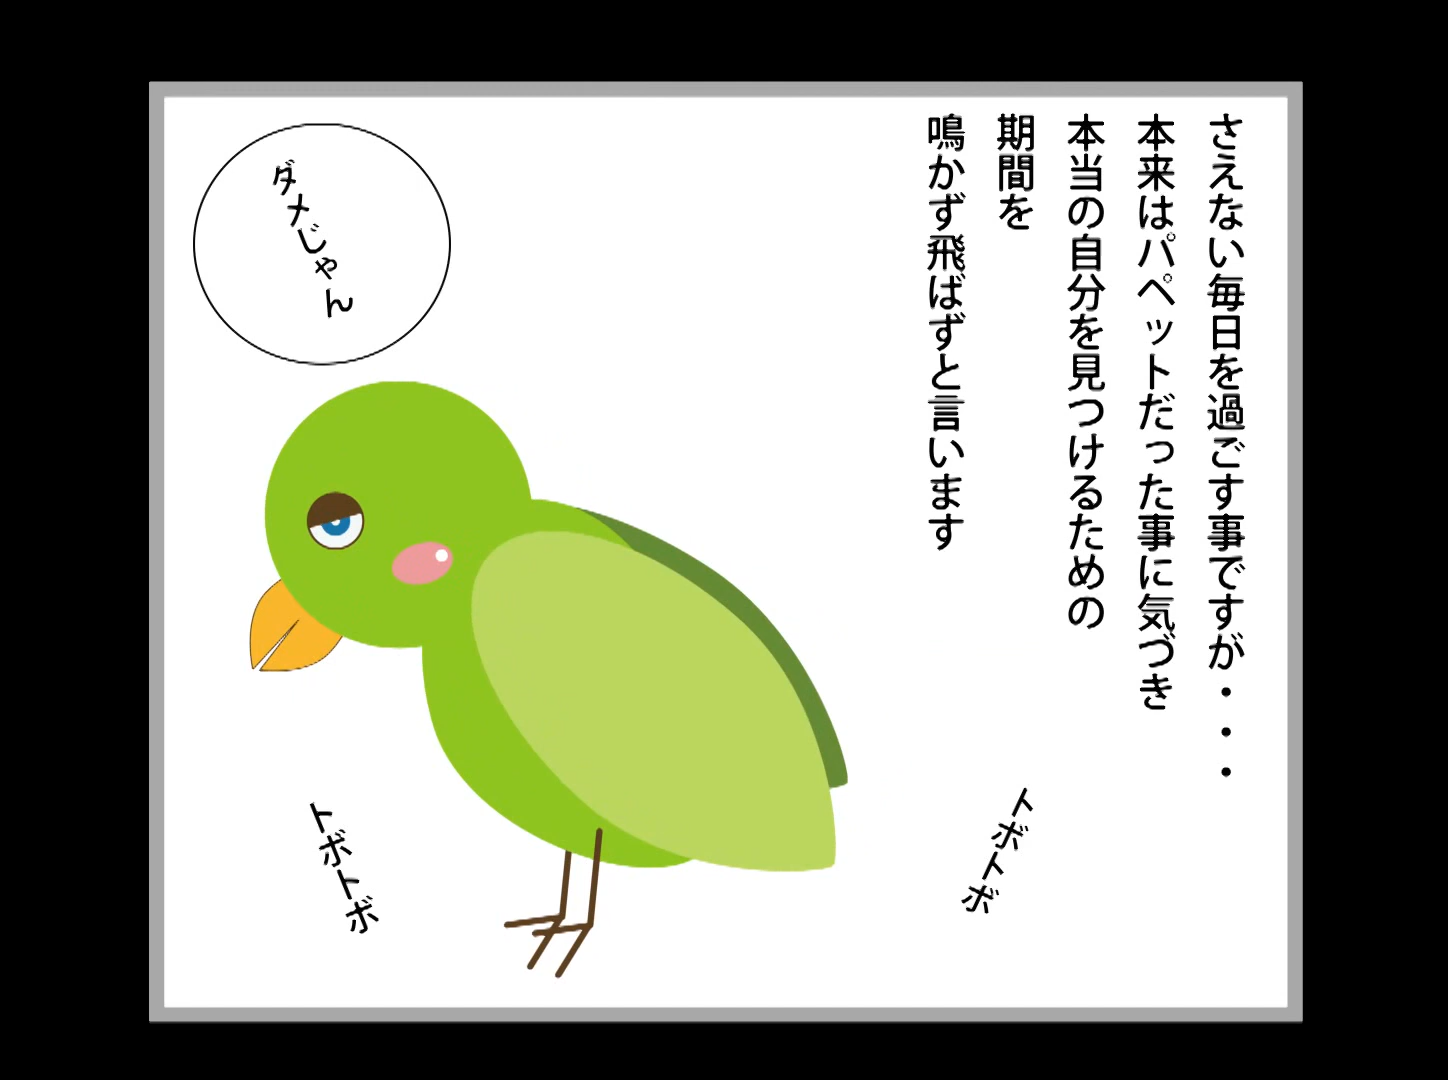 さえない毎日を過ごす事ですが・・・
本来はパペットだった事に気づき
本当の自分を見つけるための
期間を
鳴かず飛ばずと言います
ダメじゃん
トボトボ
トボトボ